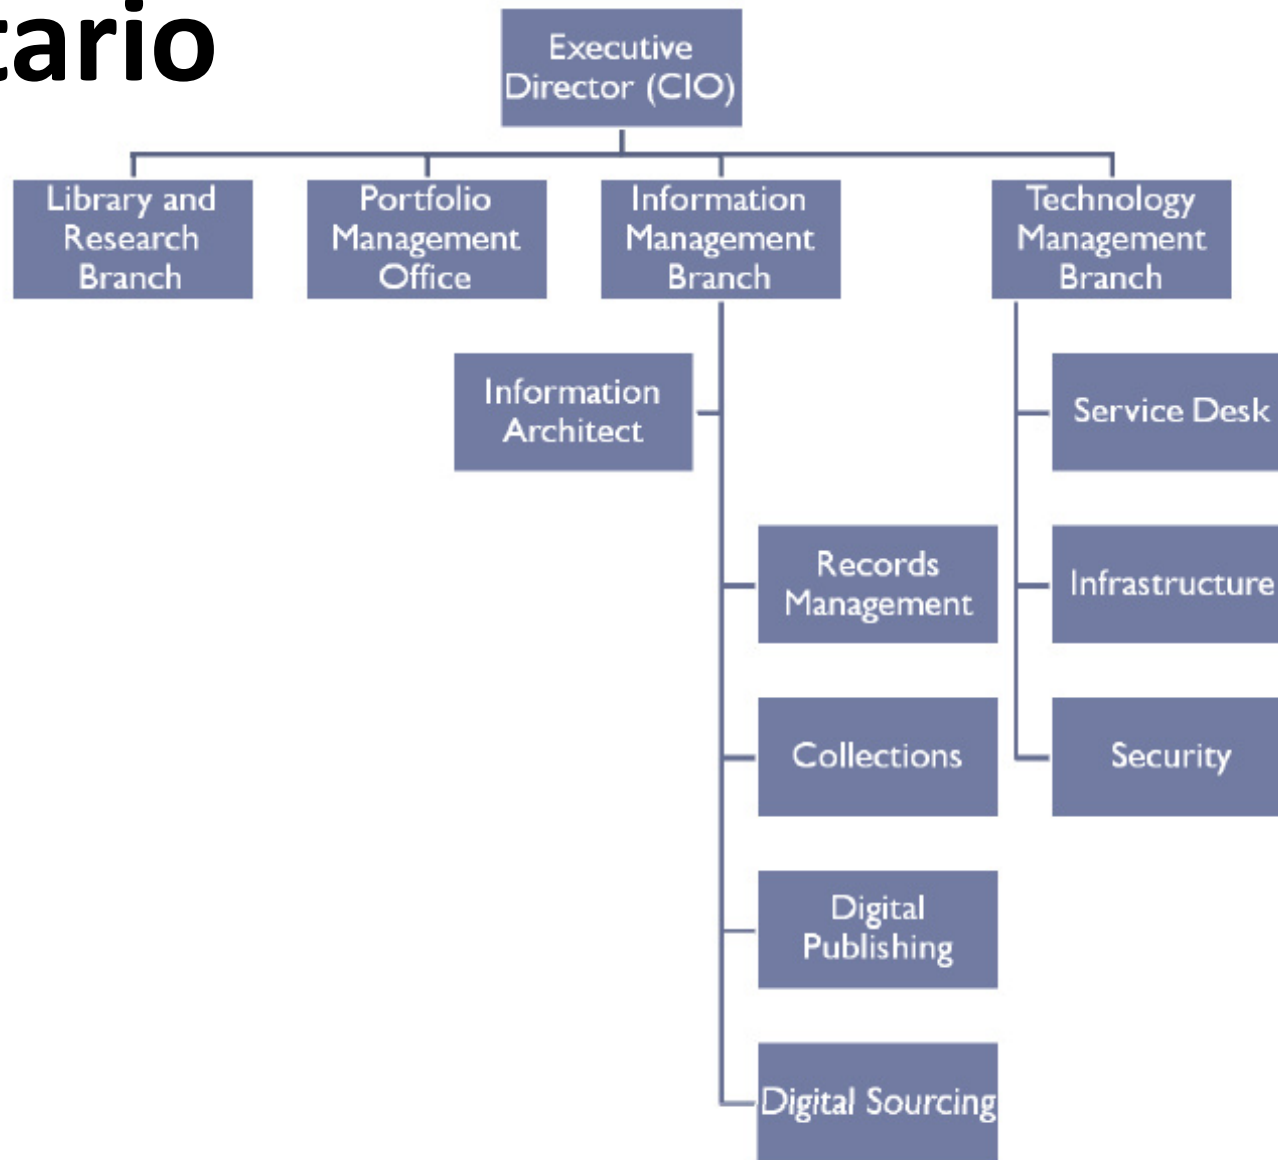 tario
Executive
Director (CIO)
Library and
Research
Branch
Portfolio
Management
Office
Information
Management
Branch
Technology
Management
Branch
Information
Architect
Service Desk
Records
Management
Infrastructure
Collections
Security
Digital
Publishing
Digital Sourcing